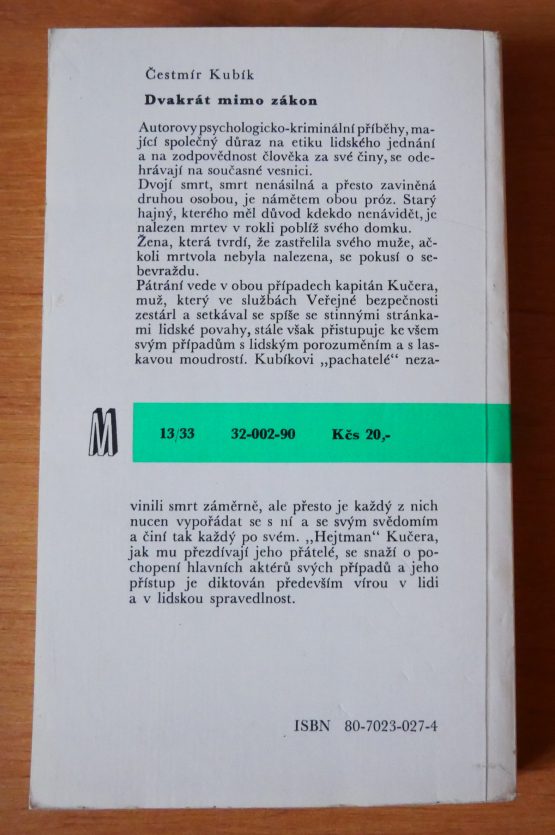 Čestmír Kubík
Dvakrát mimo zákon
Autorovy psychologicko-kriminální příběhy, ma-
jící společný důraz na etiku lidského jednání
a na zodpovědnost člověka za své činy, se ode-
hrávají na současné vesnici.
Dvojí smrt, smrt nenásilná a přesto zaviněná
druhou osobou, je námětem obou próz. Starý
hajný, kterého měl důvod kdekdo nenávidět, je
nalezen mrtev v rokli poblíž svého domku.
Žena, která tvrdí, že zastřelila svého muže, ač-
koli mrtvola nebyla nalezena, se pokusí o se-
bevraždu.
Pátrání vede v obou případech kapitán Kučera,
muž, který ve službách Veřejné bezpečnosti
zestárl a setkával se spíše se stinnými stránka-
mi lidské povahy, stále však přistupuje ke všem
svým případům s lidským porozuměním a s las-
kavou moudrostí. Kubíkovi „pachatelé“ neza-
M 13/33 32-002-90 Kčs 20,-
vinili smrt záměrně, ale přesto je každý z nich
nucen vypořádat se s ní a se svým svědomím
a činí tak každý po svém. „Hejtman“ Kučera,
jak mu přezdívají jeho přátelé, se snaží o po-
chopení hlavních aktérů svých případů a jeho
přístup je diktován především vírou v lidi
a v lidskou spravedlnost.
ISBN 80-7023-027-4